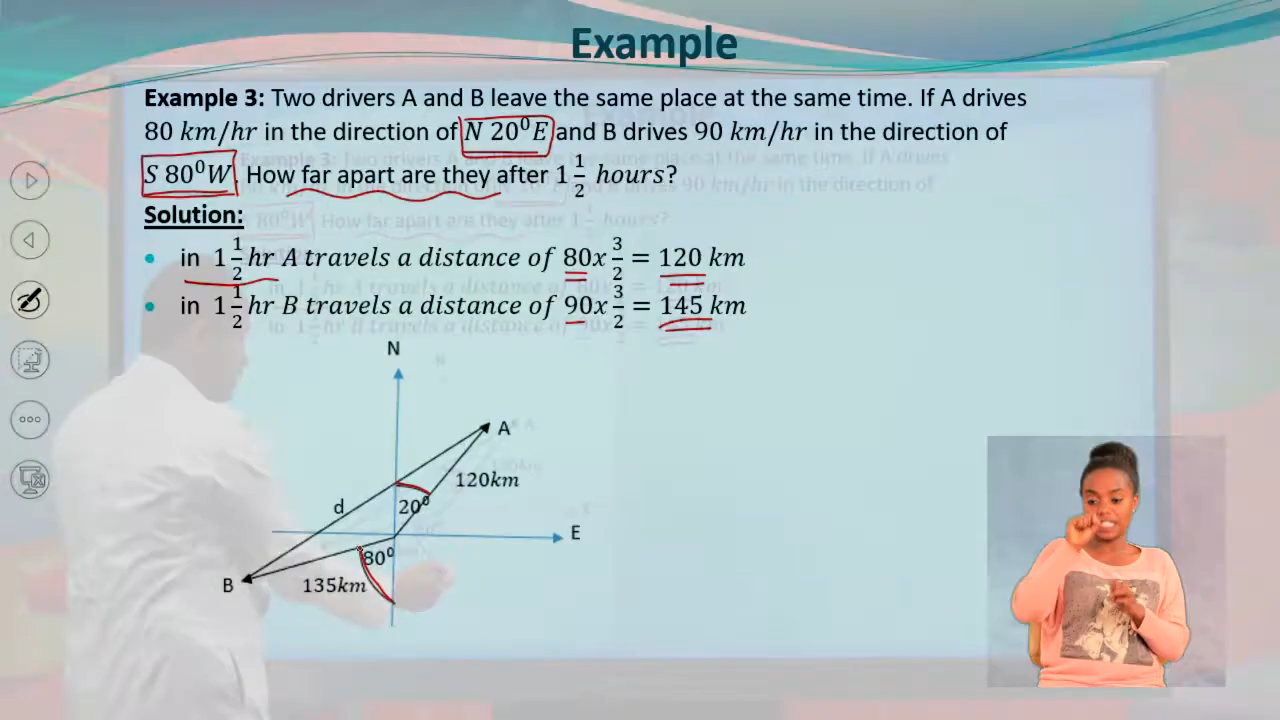 Example
Example 3: Two drivers A and B leave the same place at the same time. If A drives
80 km/hr in the direction of N 20⁰E and B drives 90 km/hr in the direction of
S 80⁰W. How far apart are they after 1 1/2 hours?
Solution:
• in 1 1/2 hr A travels a distance of 80x 3/2 = 120 km
• in 1 1/2 hr B travels a distance of 90x 3/2 = 145 km
N
A
120km
d
20⁰
E
80⁰
B
135km